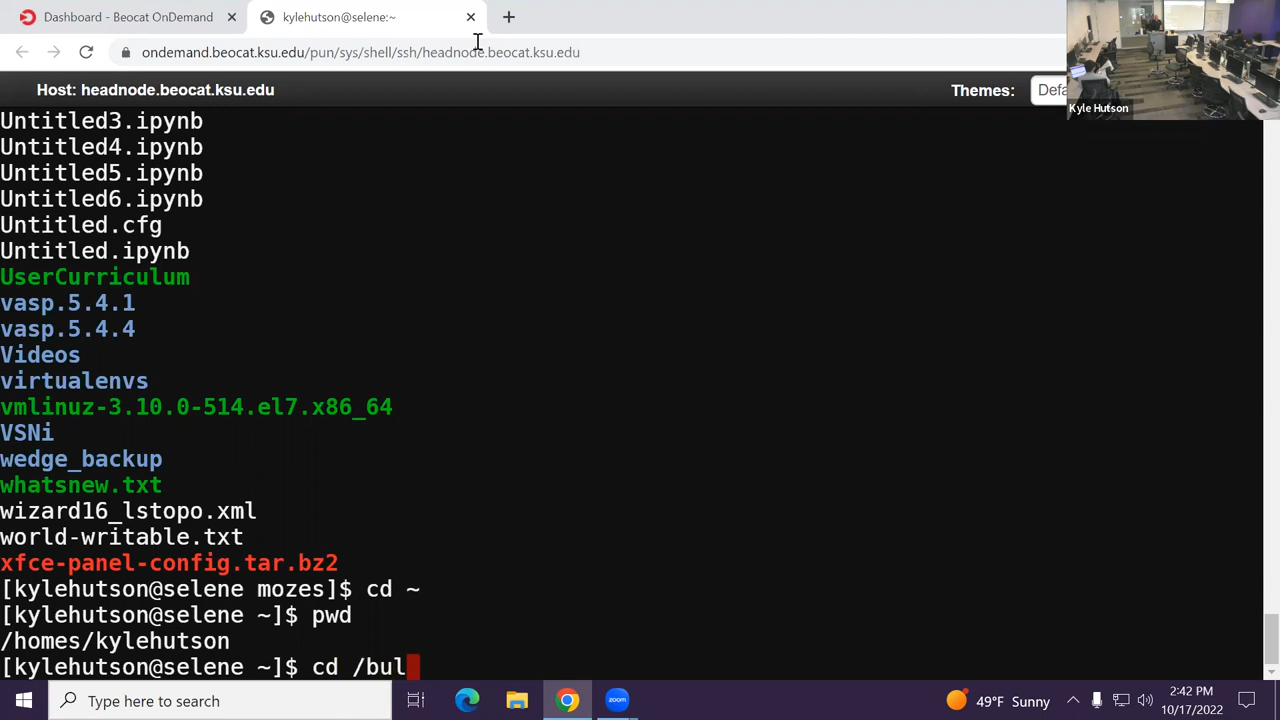 Dashboard - Beocat OnDemand
kylehutson@selene:~
ondemand.beocat.ksu.edu/pun/sys/shell/ssh/headnode.beocat.ksu.edu
Host: headnode.beocat.ksu.edu
Themes:
Defa
Kyle Hutson
Untitled3.ipynb
Untitled4.ipynb
Untitled5.ipynb
Untitled6.ipynb
Untitled.cfg
Untitled.ipynb
UserCurriculum
vasp.5.4.1
vasp.5.4.4
Videos
virtualenvs
vmlinuz-3.10.0-514.el7.x86_64
VSNi
wedge_backup
whatsnew.txt
wizard16_lstopo.xml
world-writable.txt
xfce-panel-config.tar.bz2
[kylehutson@selene mozes]$ cd ~
[kylehutson@selene ~]$ pwd
/homes/kylehutson
[kylehutson@selene ~]$ cd /bul
Type here to search
zoom
49°F Sunny
2:42 PM
10/17/2022